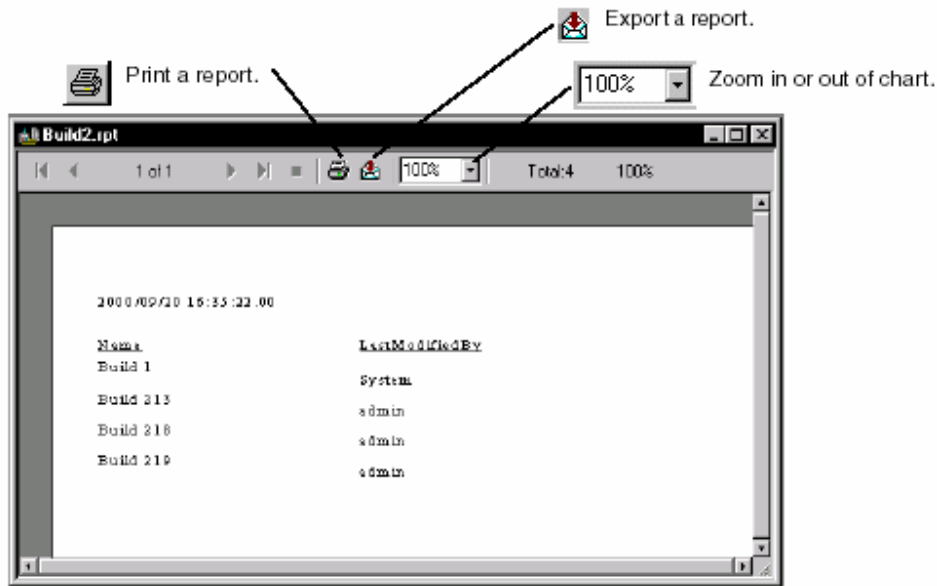 Export a report.
Print a report.
100%
Zoom in or out of chart.
Build2.rpt
1 of 1
100%
Total:4
100%
2000/09/20 16:35:22.00
Name
LastModifiedBy
Build 1
System
Build 213
admin
Build 218
admin
Build 219
admin